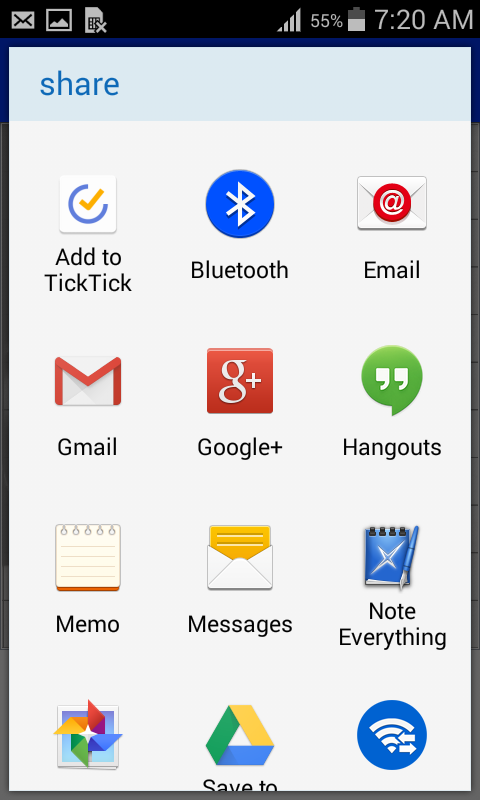 55% 7:20 AM
share
Add to
TickTick
Bluetooth
@
Email
g+
Gmail
Google+
Hangouts
Memo
Messages
Note
Everything
Save to